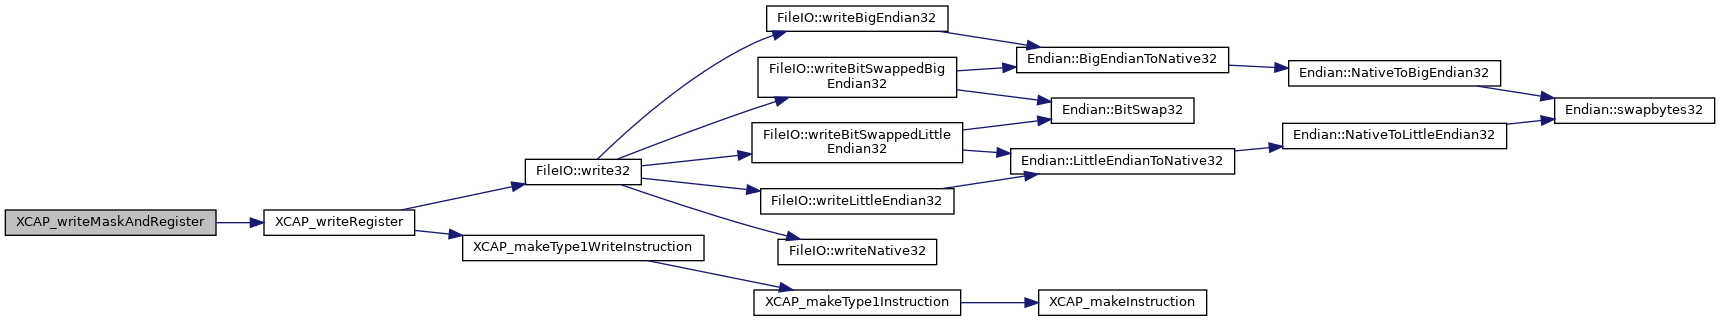 XCAP_writeMaskAndRegister
XCAP_writeRegister
FileIO::write32
XCAP_makeType1WriteInstruction
FileIO::writeBigEndian32
FileIO::writeBitSwappedBig
Endian32
FileIO::writeBitSwappedLittle
Endian32
FileIO::writeLittleEndian32
FileIO::writeNative32
XCAP_makeType1Instruction
Endian::BigEndianToNative32
Endian::BitSwap32
Endian::LittleEndianToNative32
XCAP_makeInstruction
Endian::NativeToBigEndian32
Endian::NativeToLittleEndian32
Endian::swapbytes32